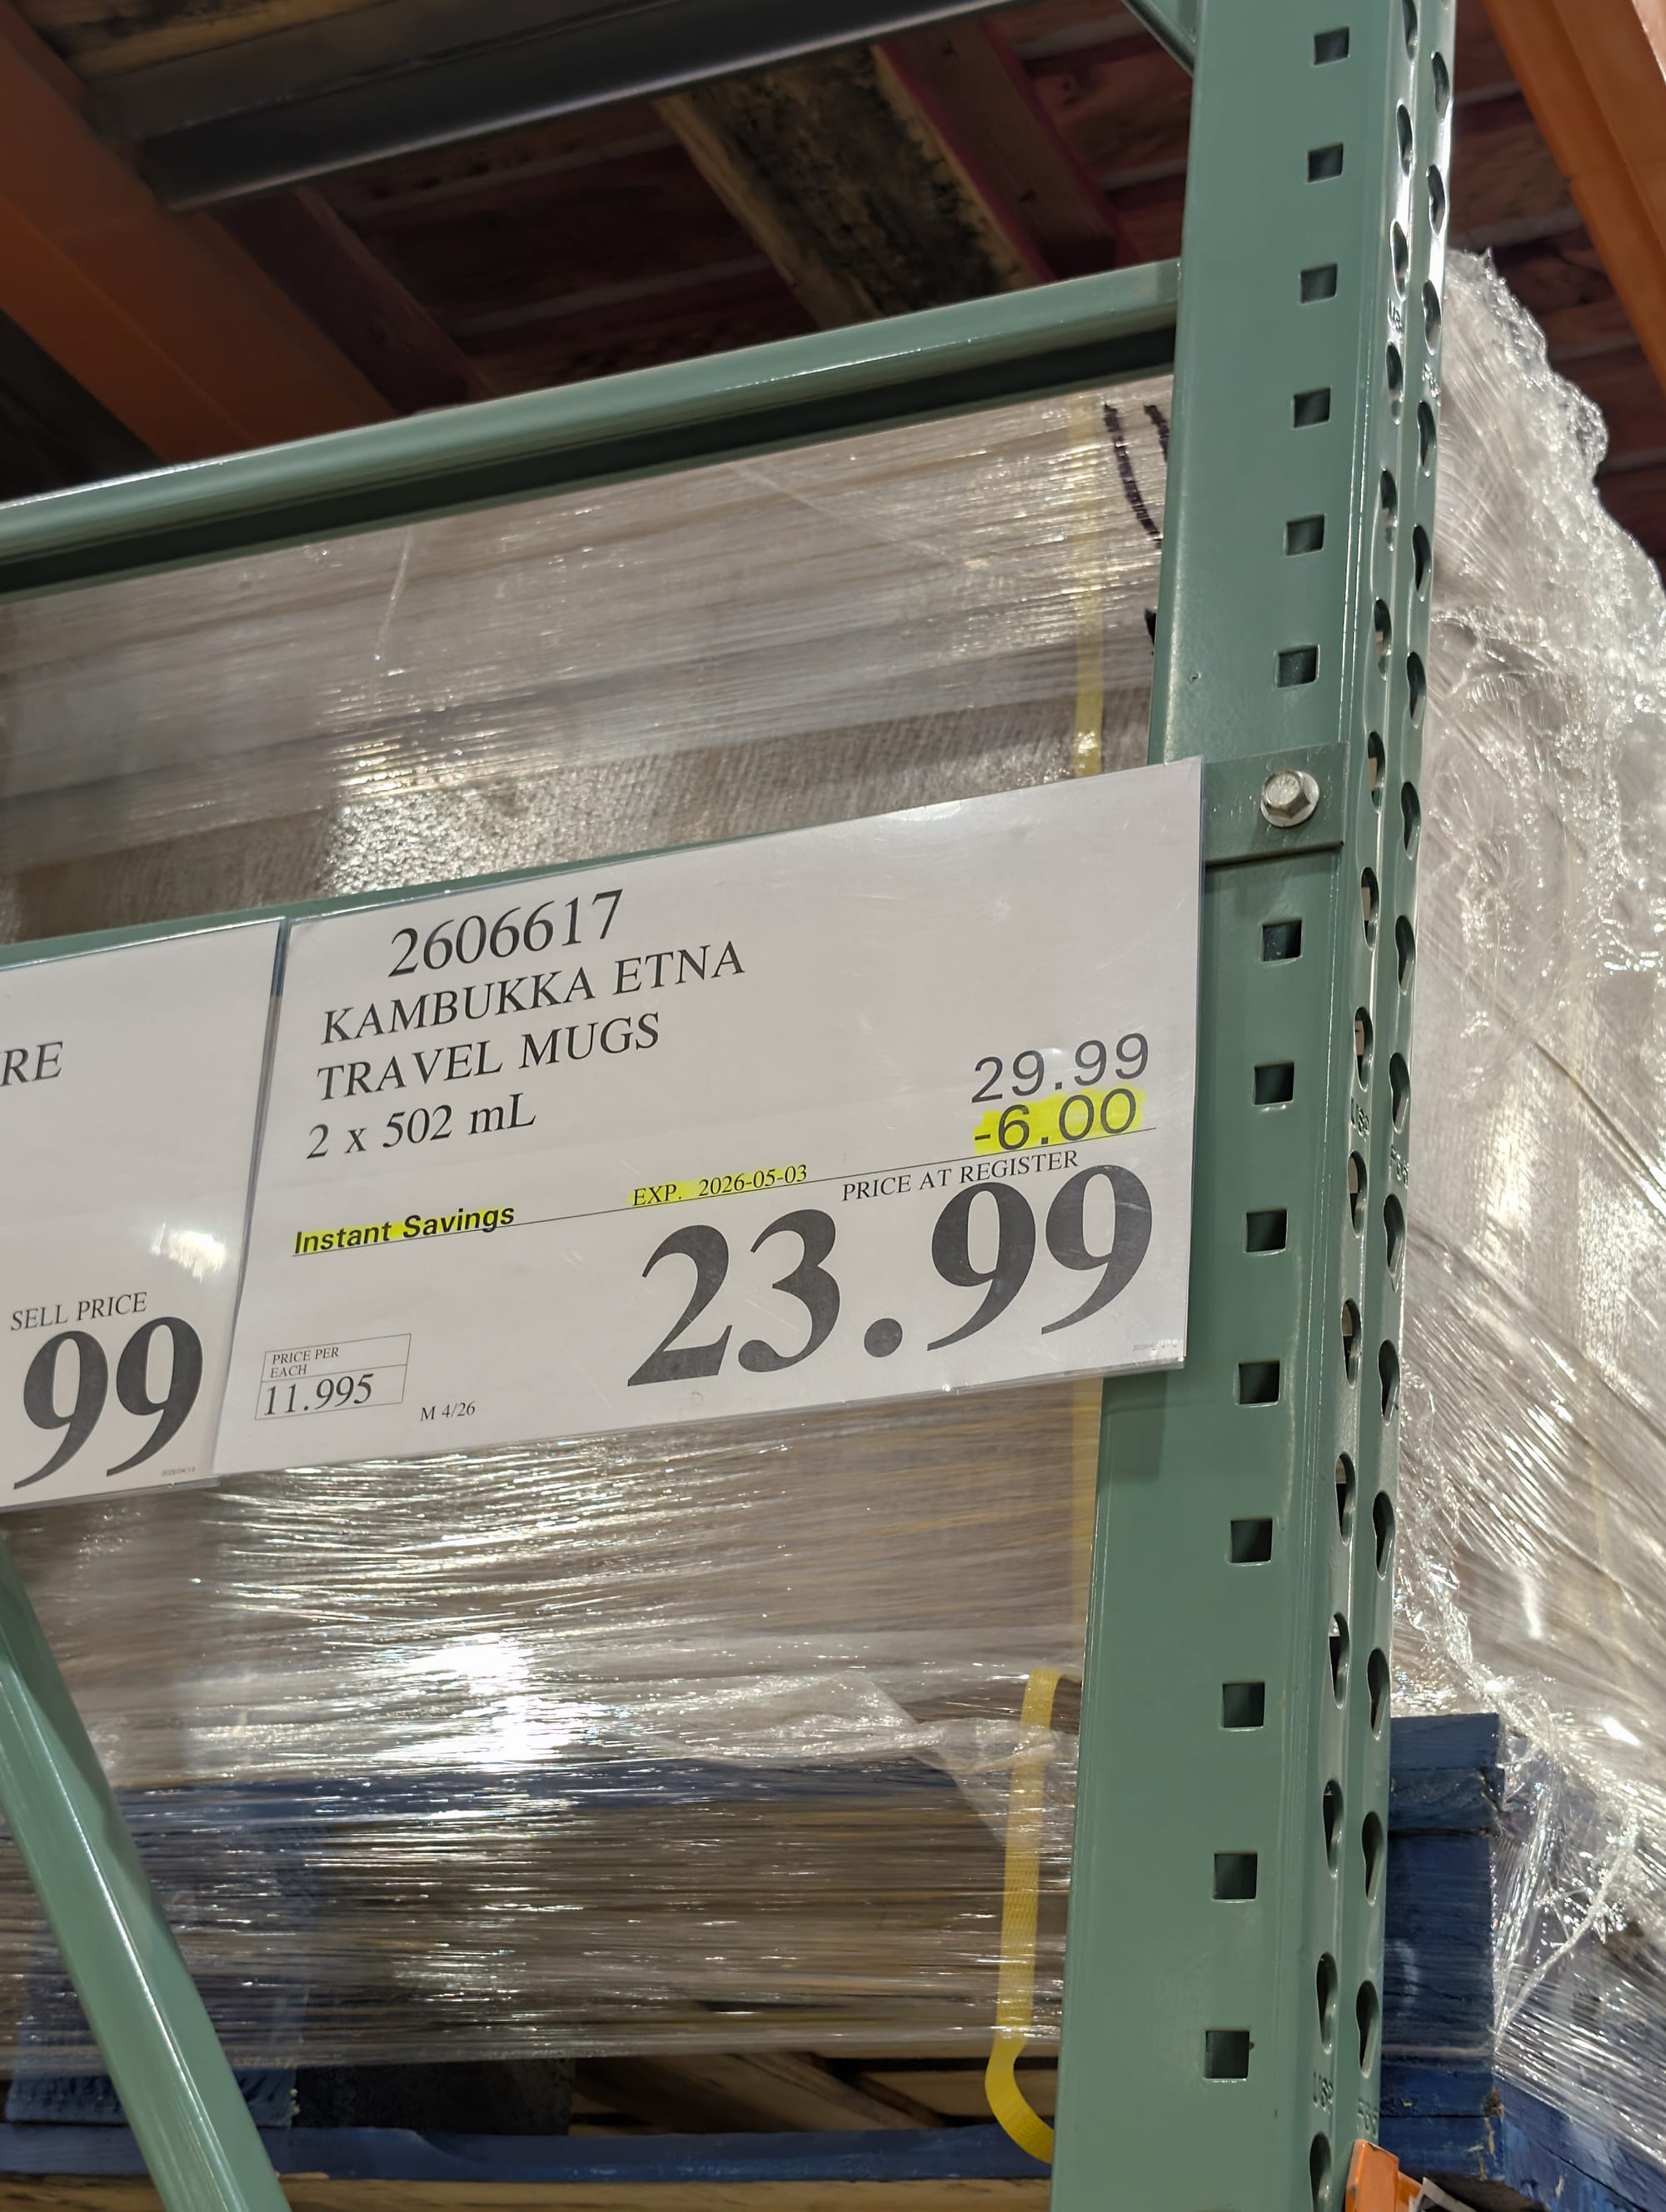 2606617
KAMBUKKA ETNA
TRAVEL MUGS
2 x 502 mL
29.99
-6.00
Instant Savings
EXP. 2026-05-03
PRICE AT REGISTER
23.99
PRICE PER
EACH
11.995
M 4/26
RE
SELL PRICE
99